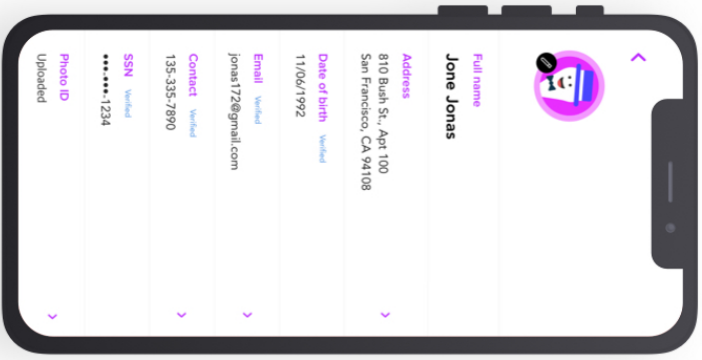 Full name
Jone Jonas
Address
810 Bush St., Apt 100
San Francisco, CA 94108
Date of birth Verified
11/06/1992
Email Verified
jonas172@gmail.com
Contact Verified
135-335-7890
SSN Verified
•••.•••-1234
Photo ID
Uploaded